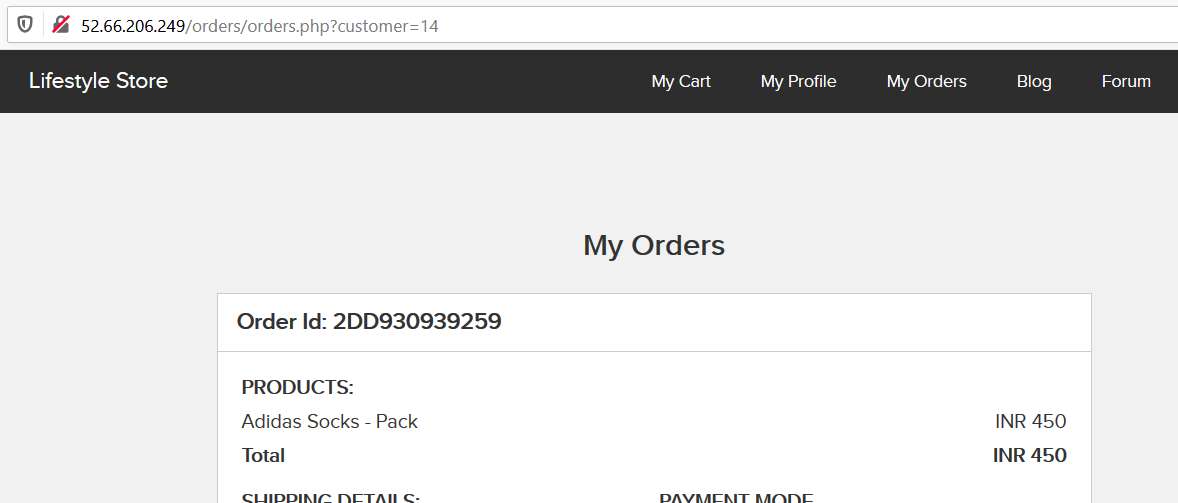 52.66.206.249/orders/orders.php?customer=14
Lifestyle Store My Cart My Profile My Orders Blog Forum
My Orders
Order Id: 2DD930939259
PRODUCTS:
Adidas Socks - Pack INR 450
Total INR 450
SHIPPING DETAILS: PAYMENT MODE